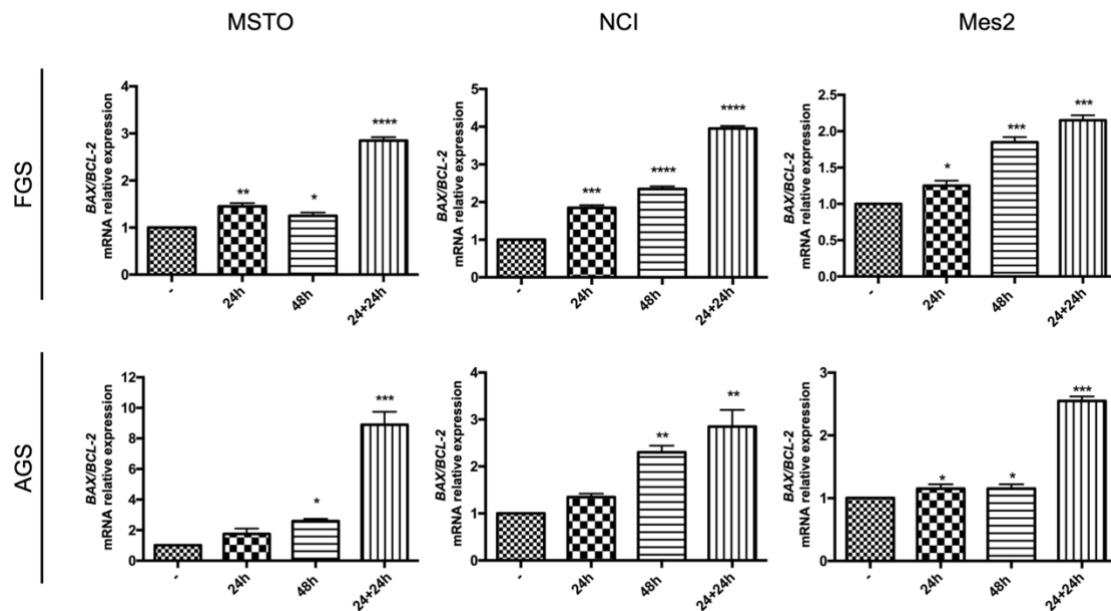 MSTO
NCI
Mes2
FGS
BAX/BCL-2
mRNA relative expression
4
3
2
1
0
**
*
****
-
24h
48h
24+24h
BAX/BCL-2
mRNA relative expression
5
4
3
2
1
0
***
****
****
-
24h
48h
24+24h
BAX/BCL-2
mRNA relative expression
2.5
2.0
1.5
1.0
0.5
0.0
*
***
***
-
24h
48h
24+24h
AGS
BAX/BCL-2
mRNA relative expression
12
10
8
6
4
2
0
*
***
-
24h
48h
24+24h
BAX/BCL-2
mRNA relative expression
4
3
2
1
0
**
**
-
24h
48h
24+24h
BAX/BCL-2
mRNA relative expression
3
2
1
0
*
*
***
-
24h
48h
24+24h